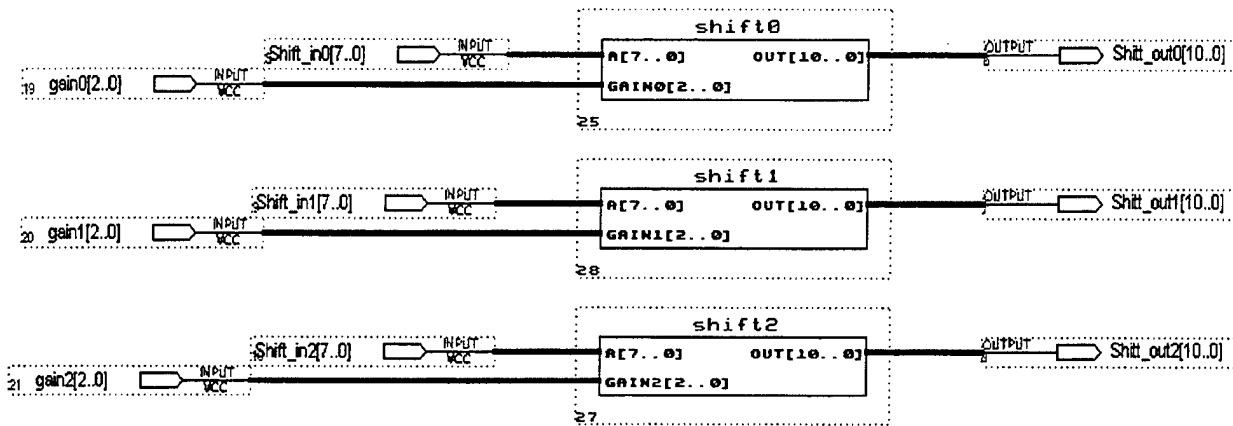 shift0
Shift_in0[7..0] INPUT VCC A[7..0] OUT[10..0] OUTPUT Shift_out0[10..0]
19 gain0[2..0] INPUT VCC GAIN0[2..0]
25
shift1
Shift_in1[7..0] INPUT VCC A[7..0] OUT[10..0] OUTPUT Shift_out1[10..0]
20 gain1[2..0] INPUT VCC GAIN1[2..0]
28
shift2
Shift_in2[7..0] INPUT VCC A[7..0] OUT[10..0] OUTPUT Shift_out2[10..0]
21 gain2[2..0] INPUT VCC GAIN2[2..0]
27